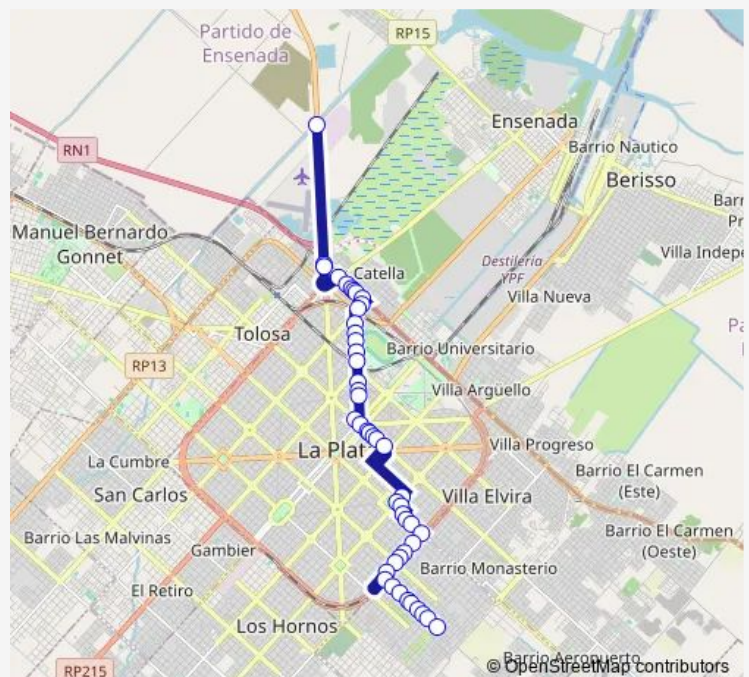 Partido de
Ensenada
RP15
RN1
Ensenada
Barrio Nautico
Berisso
Manuel Bernardo
Gonnet
Catella
Destilería
YPF
Villa Nueva
Tolosa
Barrio Universitario
RP13
Villa Argüello
La Cumbre
La Plat
Villa Progreso
San Carlos
Villa Elvira
Barrio El Carmen
(Este)
Barrio Las Malvinas
Gambier
Barrio El Carmen
(Oeste)
El Retiro
Barrio Monasterio
Los Hornos
RP215
Barrio Aeropuerto
© OpenStreetMap contributors